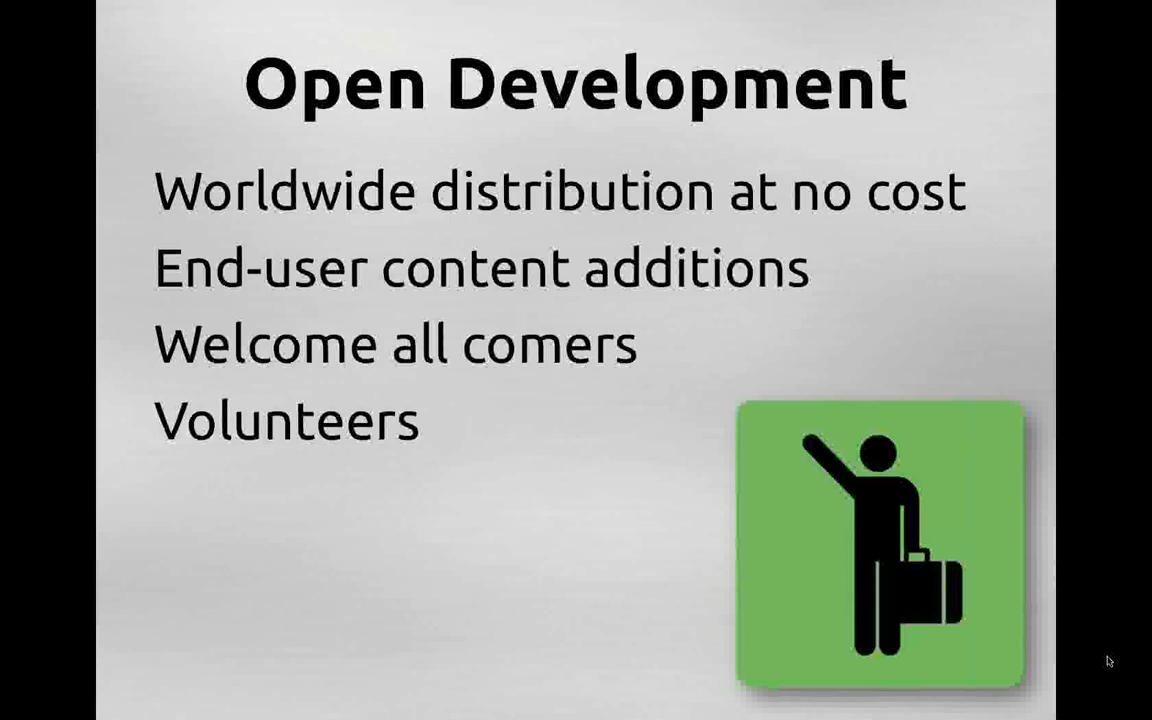 Open Development
Worldwide distribution at no cost
End-user content additions
Welcome all comers
Volunteers